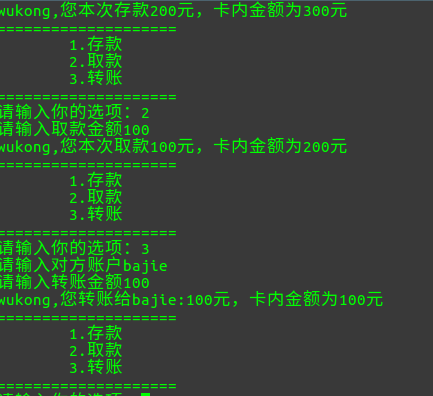 wukong,您本次存款200元，卡内金额为300元
====================
1.存款
2.取款
3.转账
====================
请输入你的选项：2
请输入取款金额100
wukong,您本次取款100元，卡内金额为200元
====================
1.存款
2.取款
3.转账
====================
请输入你的选项：3
请输入对方账户bajie
请输入转账金额100
wukong,您转账给bajie:100元，卡内金额为100元
====================
1.存款
2.取款
3.转账
====================